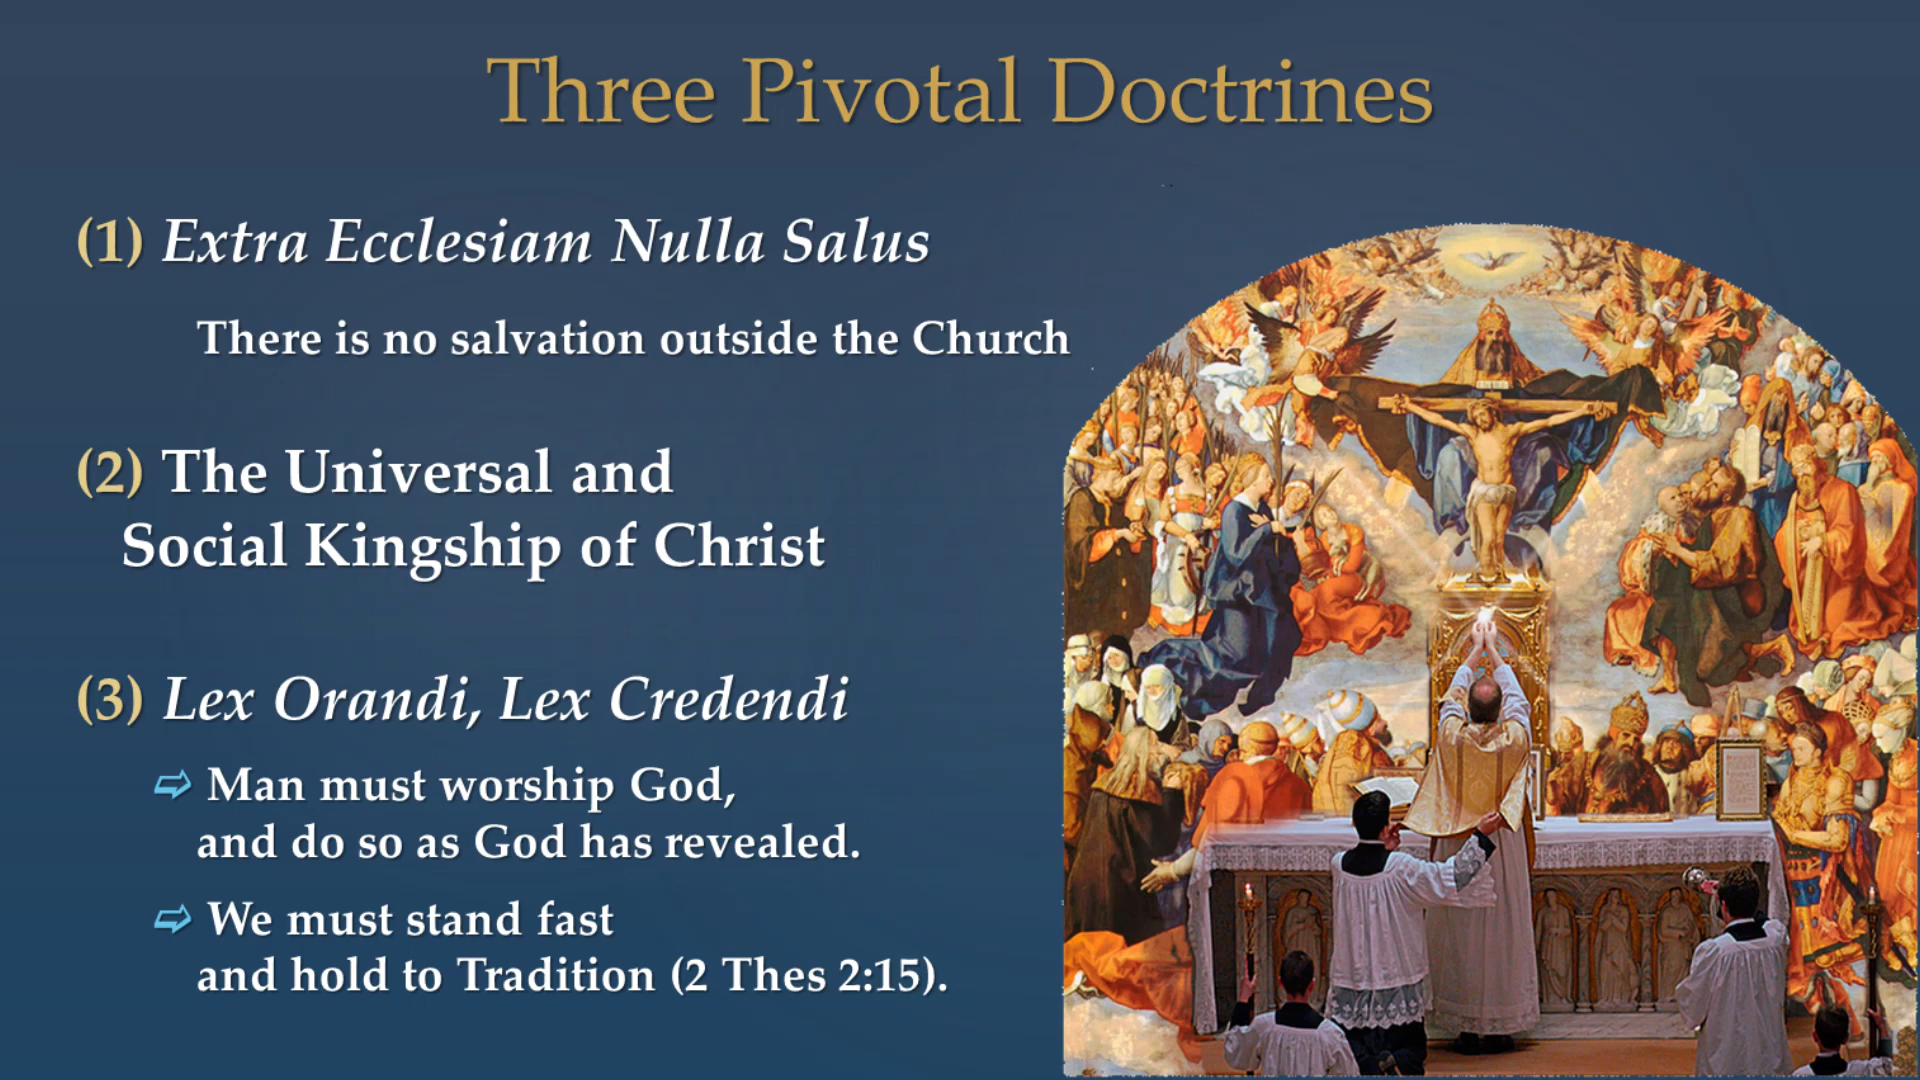 Three Pivotal Doctrines
(1) Extra Ecclesiam Nulla Salus
There is no salvation outside the Church
(2) The Universal and
Social Kingship of Christ
(3) Lex Orandi, Lex Credendi
⇨ Man must worship God,
and do so as God has revealed.
⇨ We must stand fast
and hold to Tradition (2 Thes 2:15).